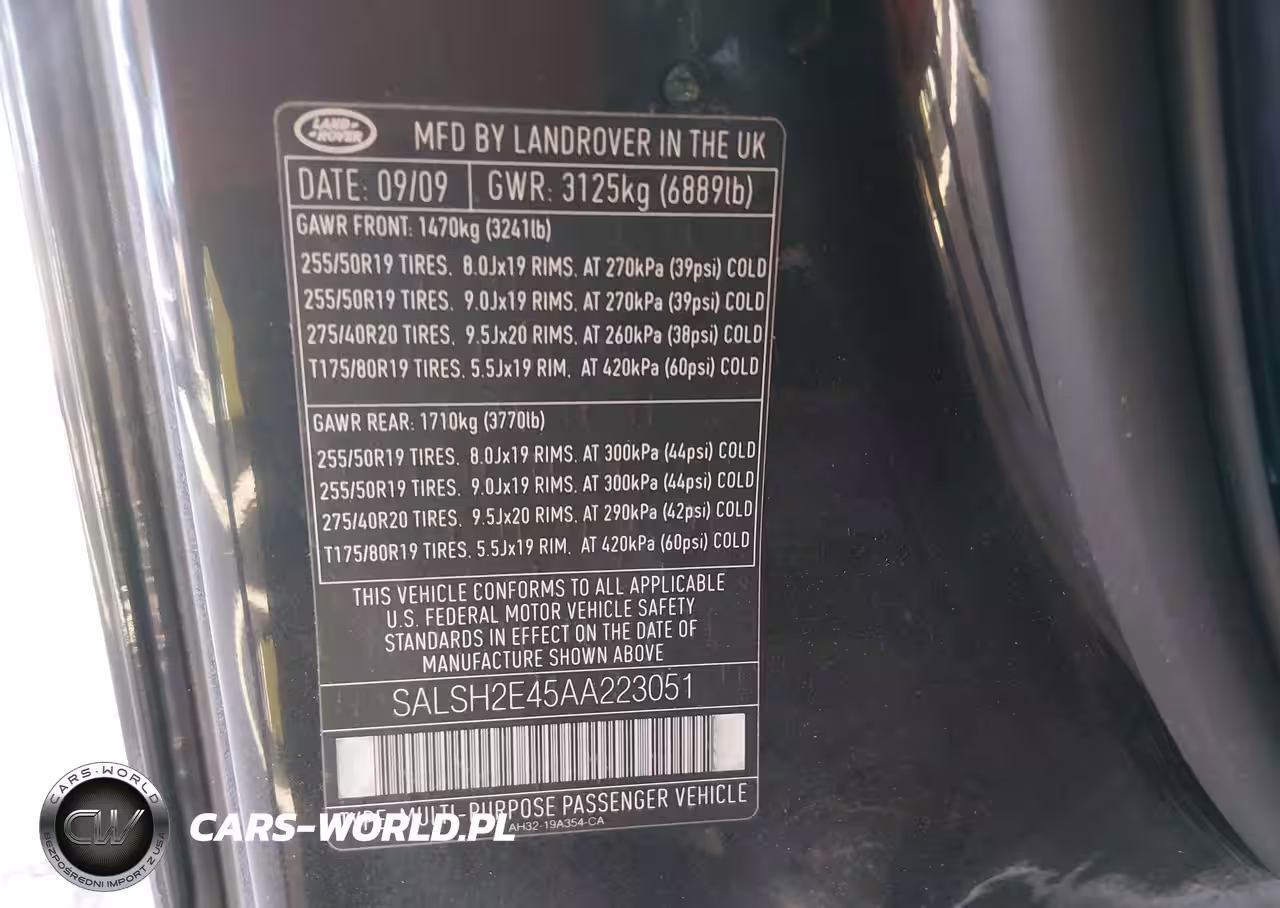 LAND ROVER
MFD BY LANDROVER IN THE UK
DATE: 09/09 GWR: 3125kg (6889lb)
GAWR FRONT: 1470kg (3241lb)
255/50R19 TIRES, 8.0Jx19 RIMS, AT 270kPa (39psi) COLD
255/50R19 TIRES, 9.0Jx19 RIMS, AT 270kPa (39psi) COLD
275/40R20 TIRES, 9.5Jx20 RIMS, AT 260kPa (38psi) COLD
T175/80R19 TIRES, 5.5Jx19 RIM, AT 420kPa (60psi) COLD
GAWR REAR: 1710kg (3770lb)
255/50R19 TIRES, 8.0Jx19 RIMS, AT 300kPa (44psi) COLD
255/50R19 TIRES, 9.0Jx19 RIMS, AT 300kPa (44psi) COLD
275/40R20 TIRES, 9.5Jx20 RIMS, AT 290kPa (42psi) COLD
T175/80R19 TIRES, 5.5Jx19 RIM, AT 420kPa (60psi) COLD
THIS VEHICLE CONFORMS TO ALL APPLICABLE
U.S. FEDERAL MOTOR VEHICLE SAFETY
STANDARDS IN EFFECT ON THE DATE OF
MANUFACTURE SHOWN ABOVE
SALSH2E45AA223051
TYPE: MULTI-PURPOSE PASSENGER VEHICLE
AH32-19A354-CA
CARS-WORLD
CW
BEZPOŚREDNI IMPORT Z USA
CARS-WORLD.PL